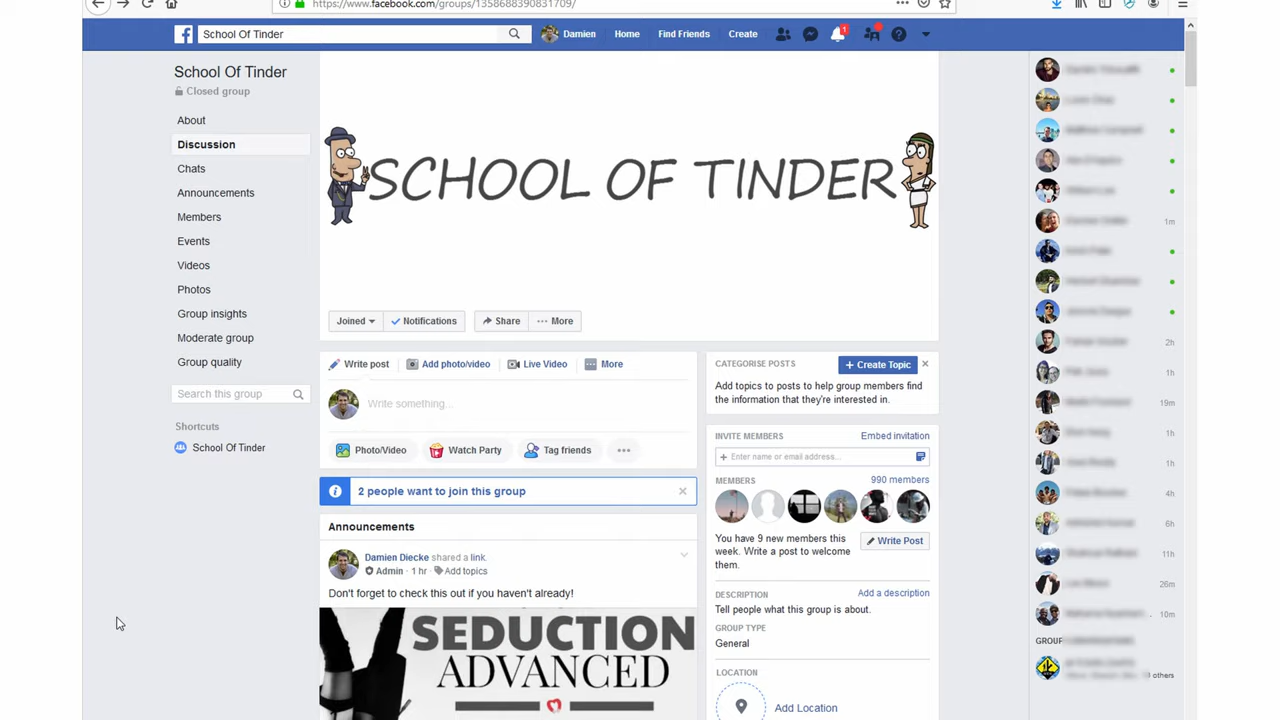 https://www.facebook.com/groups/1358688390831709/
School Of Tinder
Damien
Home
Find Friends
Create
1
School Of Tinder
Closed group
About
Discussion
Chats
Announcements
Members
Events
Videos
Photos
Group insights
Moderate group
Group quality
Search this group
Shortcuts
School Of Tinder
SCHOOL OF TINDER
Joined
Notifications
Share
More
Write post
Add photo/video
Live Video
More
Write something...
Photo/Video
Watch Party
Tag friends
2 people want to join this group
Announcements
Damien Diecke shared a link.
Admin · 1 hr · Add topics
Don't forget to check this out if you haven't already!
SEDUCTION
ADVANCED
CATEGORISE POSTS
+ Create Topic
Add topics to posts to help group members find
the information that they're interested in.
INVITE MEMBERS
Embed invitation
+ Enter name or email address...
MEMBERS
990 members
You have 9 new members this
week. Write a post to welcome
them.
Write Post
DESCRIPTION
Add a description
Tell people what this group is about.
GROUP TYPE
General
LOCATION
Add Location
1m
2h
1h
19m
1h
1h
4h
6h
11h
26m
10m
GROUP
others